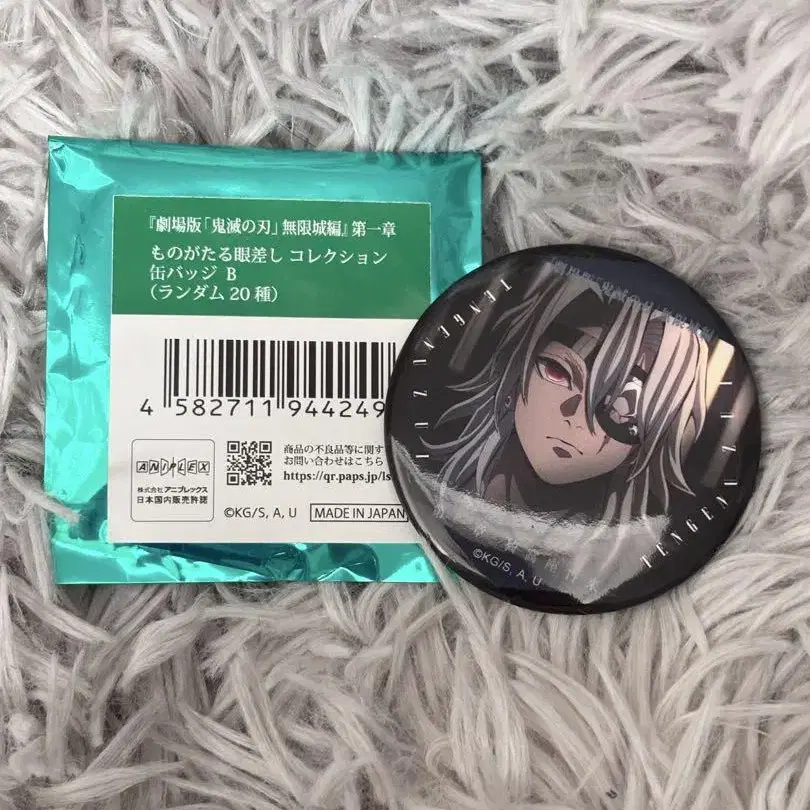 『劇場版「鬼滅の刃」無限城編』第一章
ものがたる眼差し コレクション
缶バッジ B
(ランダム20種)
4 582711 944249
ANIPLEX
株式会社アニプレックス
日本国内販売許諾
商品の不良品等に関す
お問い合わせはこちら
https://qr.paps.jp/ls
©KG/S, A, U
MADE IN JAPAN
TENGEN UZUI
TENGEN UZUI
©KG/S, A, U